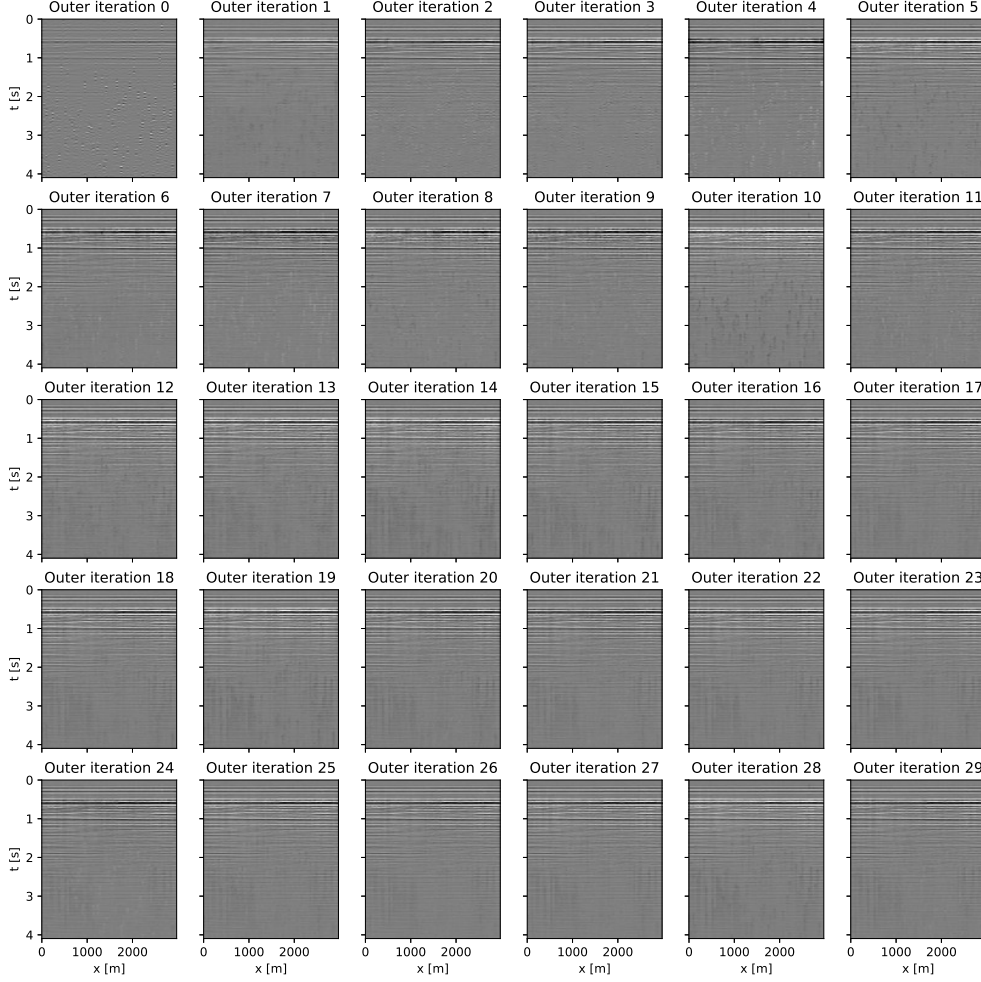 Outer iteration 0 Outer iteration 1 Outer iteration 2 Outer iteration 3 Outer iteration 4 Outer iteration 5
0
1
2
3
4
t [s]
Outer iteration 6 Outer iteration 7 Outer iteration 8 Outer iteration 9 Outer iteration 10 Outer iteration 11
0
1
2
3
4
t [s]
Outer iteration 12 Outer iteration 13 Outer iteration 14 Outer iteration 15 Outer iteration 16 Outer iteration 17
0
1
2
3
4
t [s]
Outer iteration 18 Outer iteration 19 Outer iteration 20 Outer iteration 21 Outer iteration 22 Outer iteration 23
0
1
2
3
4
t [s]
Outer iteration 24 Outer iteration 25 Outer iteration 26 Outer iteration 27 Outer iteration 28 Outer iteration 29
0
1
2
3
4
t [s]
0 1000 2000 0 1000 2000 0 1000 2000 0 1000 2000 0 1000 2000 0 1000 2000
x [m] x [m] x [m] x [m] x [m] x [m]